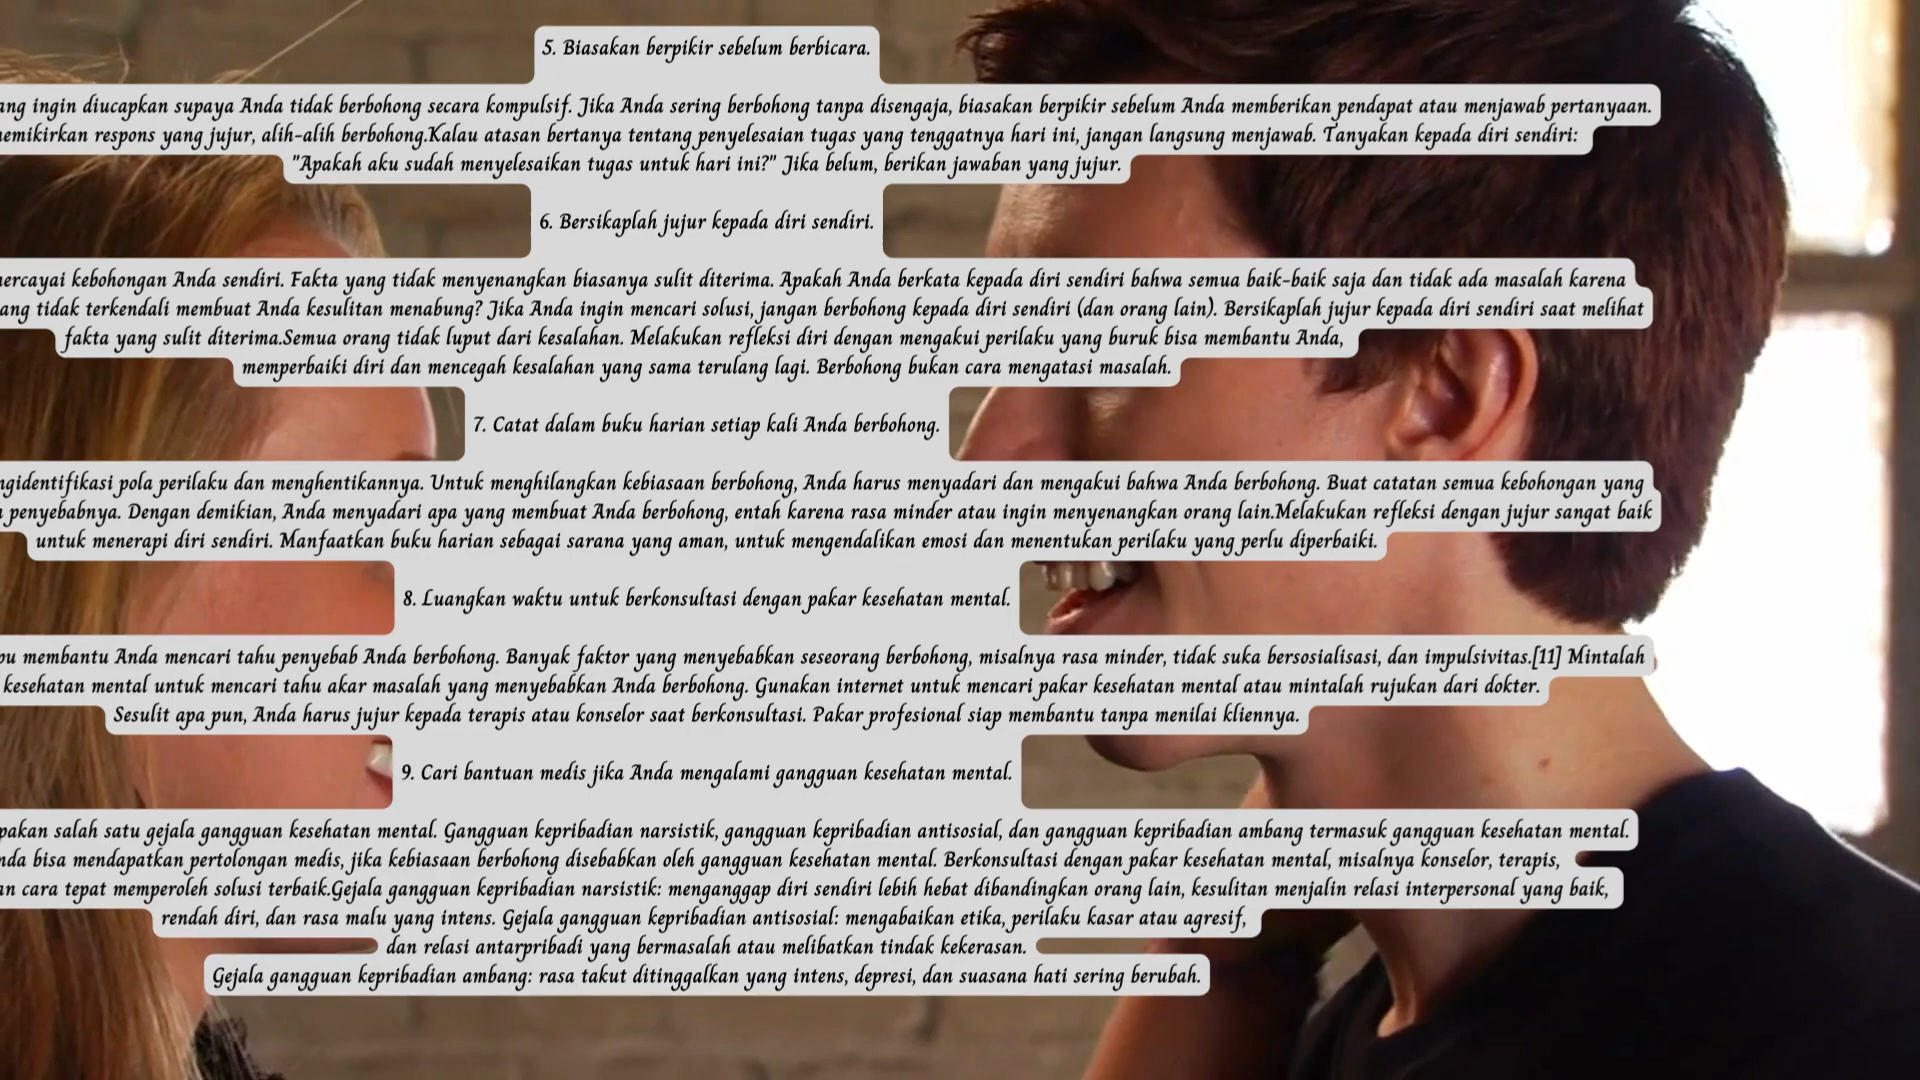 5. Biasakan berpikir sebelum berbicara.
ingin diucapkan supaya Anda tidak berbohong secara kompulsif. Jika Anda sering berbohong tanpa disengaja, biasakan berpikir sebelum Anda memberikan pendapat atau menjawab pertanyaan.
respons yang jujur, alih-alih berbohong.Kalau atasan bertanya tentang penyelesaian tugas yang tenggatnya hari ini, jangan langsung menjawab. Tanyakan kepada diri sendiri:
"Apakah aku sudah menyelesaikan tugas untuk hari ini?" Jika belum, berikan jawaban yang jujur.
6. Bersikaplah jujur kepada diri sendiri.
kebohongan Anda sendiri. Fakta yang tidak menyenangkan biasanya sulit diterima. Apakah Anda berkata kepada diri sendiri bahwa semua baik-baik saja dan tidak ada masalah karena
tidak terkendali membuat Anda kesulitan menabung? Jika Anda ingin mencari solusi, jangan berbohong kepada diri sendiri (dan orang lain). Bersikaplah jujur kepada diri sendiri saat melihat
fakta yang sulit diterima.Semua orang tidak luput dari kesalahan. Melakukan refleksi diri dengan mengakui perilaku yang buruk bisa membantu Anda,
memperbaiki diri dan mencegah kesalahan yang sama terulang lagi. Berbohong bukan cara mengatasi masalah.
7. Catat dalam buku harian setiap kali Anda berbohong.
pola perilaku dan menghentikannya. Untuk menghilangkan kebiasaan berbohong, Anda harus menyadari dan mengakui bahwa Anda berbohong. Buat catatan semua kebohongan yang
penyebabnya. Dengan demikian, Anda menyadari apa yang membuat Anda berbohong, entah karena rasa minder atau ingin menyenangkan orang lain.Melakukan refleksi dengan jujur sangat baik
untuk menerapi diri sendiri. Manfaatkan buku harian sebagai sarana yang aman, untuk mengendalikan emosi dan menentukan perilaku yang perlu diperbaiki.
8. Luangkan waktu untuk berkonsultasi dengan pakar kesehatan mental.
membantu Anda mencari tahu penyebab Anda berbohong. Banyak faktor yang menyebabkan seseorang berbohong, misalnya rasa minder, tidak suka bersosialisasi, dan impulsivitas.[11] Mintalah
kesehatan mental untuk mencari tahu akar masalah yang menyebabkan Anda berbohong. Gunakan internet untuk mencari pakar kesehatan mental atau mintalah rujukan dari dokter.
Sesulit apa pun, Anda harus jujur kepada terapis atau konselor saat berkonsultasi. Pakar profesional siap membantu tanpa menilai kliennya.
9. Cari bantuan medis jika Anda mengalami gangguan kesehatan mental.
salah satu gejala gangguan kesehatan mental. Gangguan kepribadian narsistik, gangguan kepribadian antisosial, dan gangguan kepribadian ambang termasuk gangguan kesehatan mental.
bisa mendapatkan pertolongan medis, jika kebiasaan berbohong disebabkan oleh gangguan kesehatan mental. Berkonsultasi dengan pakar kesehatan mental, misalnya konselor, terapis,
cara tepat memperoleh solusi terbaik.Gejala gangguan kepribadian narsistik: menganggap diri sendiri lebih hebat dibandingkan orang lain, kesulitan menjalin relasi interpersonal yang baik,
rendah diri, dan rasa malu yang intens. Gejala gangguan kepribadian antisosial: mengabaikan etika, perilaku kasar atau agresif,
dan relasi antarpribadi yang bermasalah atau melibatkan tindak kekerasan.
Gejala gangguan kepribadian ambang: rasa takut ditinggalkan yang intens, depresi, dan suasana hati sering berubah.